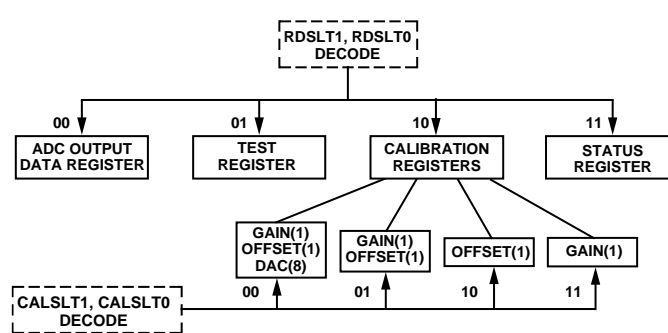 RDSLT1, RDSLT0
DECODE
00
01
10
11
ADC OUTPUT
DATA REGISTER
TEST
REGISTER
CALIBRATION
REGISTERS
STATUS
REGISTER
GAIN(1)
OFFSET(1)
DAC(8)
GAIN(1)
OFFSET(1)
OFFSET(1)
GAIN(1)
00
01
10
11
CALSLT1, CALSLT0
DECODE